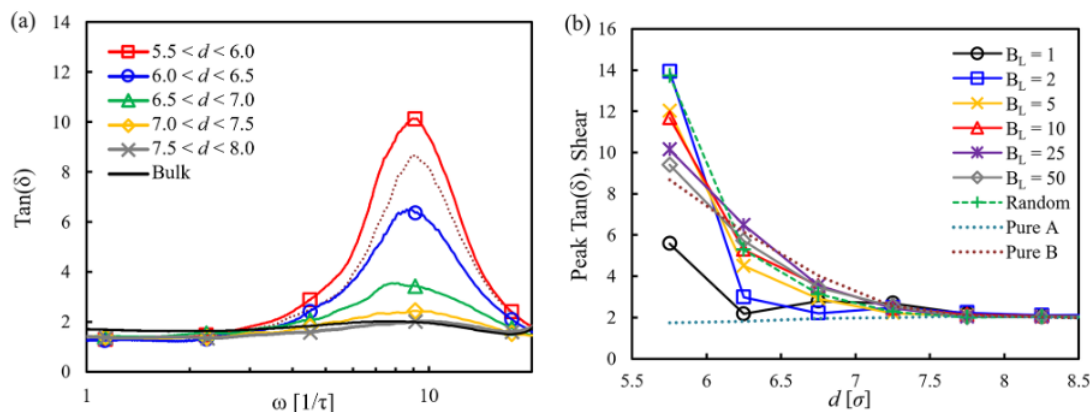 (a)
14
12
10
8
6
4
2
0
Tan(δ)
5.5 < d < 6.0
6.0 < d < 6.5
6.5 < d < 7.0
7.0 < d < 7.5
7.5 < d < 8.0
Bulk
1
10
ω [1/τ]
(b)
16
14
12
10
8
6
4
2
0
Peak Tan(δ), Shear
B_L = 1
B_L = 2
B_L = 5
B_L = 10
B_L = 25
B_L = 50
Random
Pure A
Pure B
5.5 6 6.5 7 7.5 8 8.5
d [σ]